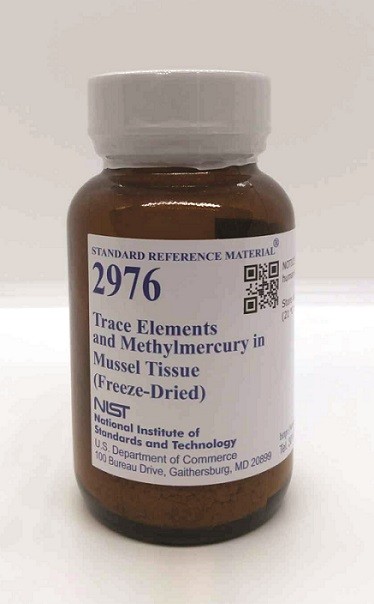 STANDARD REFERENCE MATERIAL®
2976
Trace Elements
and Methylmercury in
Mussel Tissue
(Freeze-Dried)
NIST
National Institute of
Standards and Technology
U.S. Department of Commerce
100 Bureau Drive, Gaithersburg, MD 20899